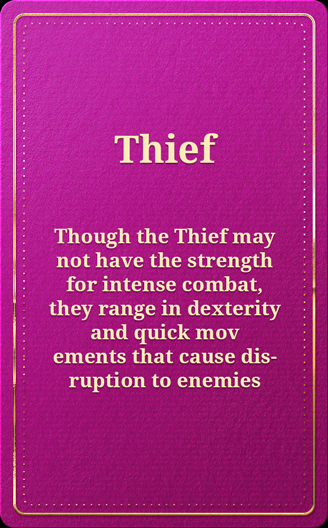 Thief
Though the Thief may
not have the strength
for intense combat,
they range in dexterity
and quick mov
ements that cause dis-
ruption to enemies